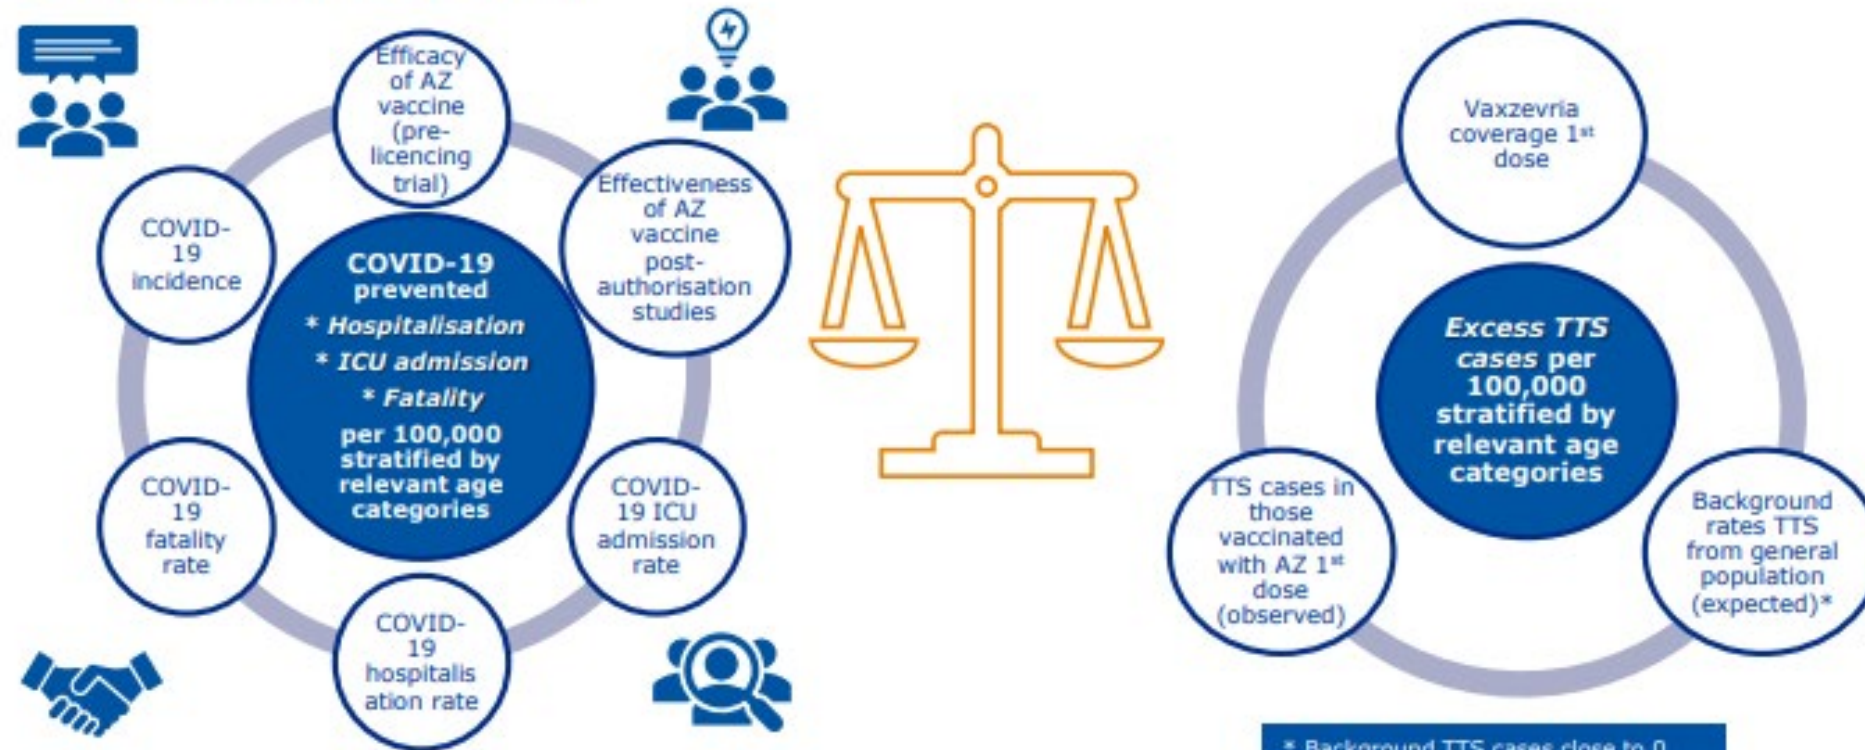 Efficacy
of AZ
vaccine
(pre-
licencing
trial)
Effectiveness
of AZ
vaccine
post-
authorisation
studies
COVID-
19
incidence
COVID-19
prevented
* Hospitalisation
* ICU admission
* Fatality
per 100,000
stratified by
relevant age
categories
COVID-
19
fatality
rate
COVID-
19 ICU
admission
rate
COVID-
19
hospitalis
ation rate
Vaxzevria
coverage 1st
dose
Excess TTS
cases per
100,000
stratified by
relevant age
categories
TTS cases in
those
vaccinated
with AZ 1st
dose
(observed)
Background
rates TTS
from general
population
(expected)*
* Background TTS cases close to 0